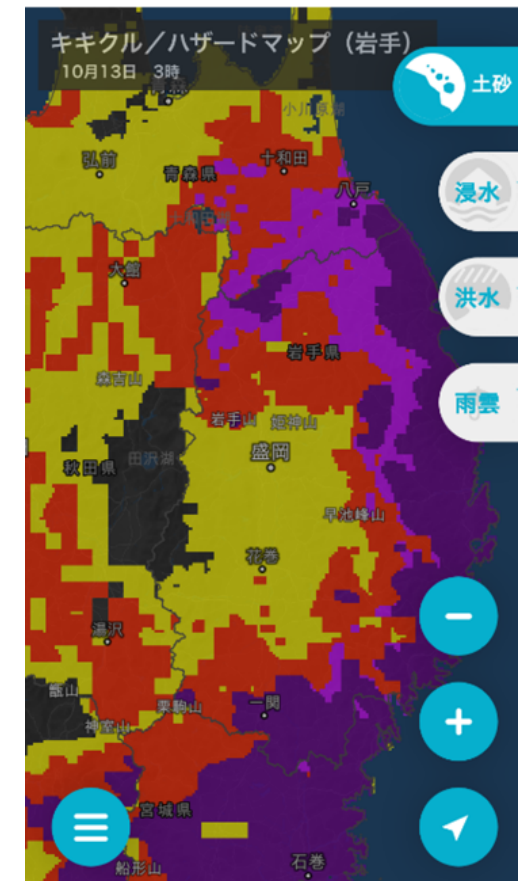 キキクル／ハザードマップ（岩手）
10月13日 3時
土砂
小川原湖
弘前
青森県
十和田
八戸
浸水
大館
洪水
岩手県
森吉山
雨雲
岩手山
姫神山
盛岡
秋田県
田沢湖
早池峰山
花巻
湯沢
甑山
栗駒山
一関
神室山
宮城県
船形山
石巻